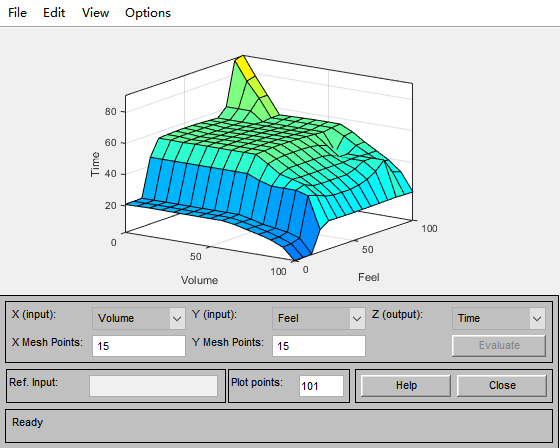 File Edit View Options
80
60
40
20
Time
0
50
100
Volume
0
50
100
Feel
X (input): Volume Y (input): Feel Z (output): Time
X Mesh Points: 15 Y Mesh Points: 15 Evaluate
Ref. Input: Plot points: 101 Help Close
Ready